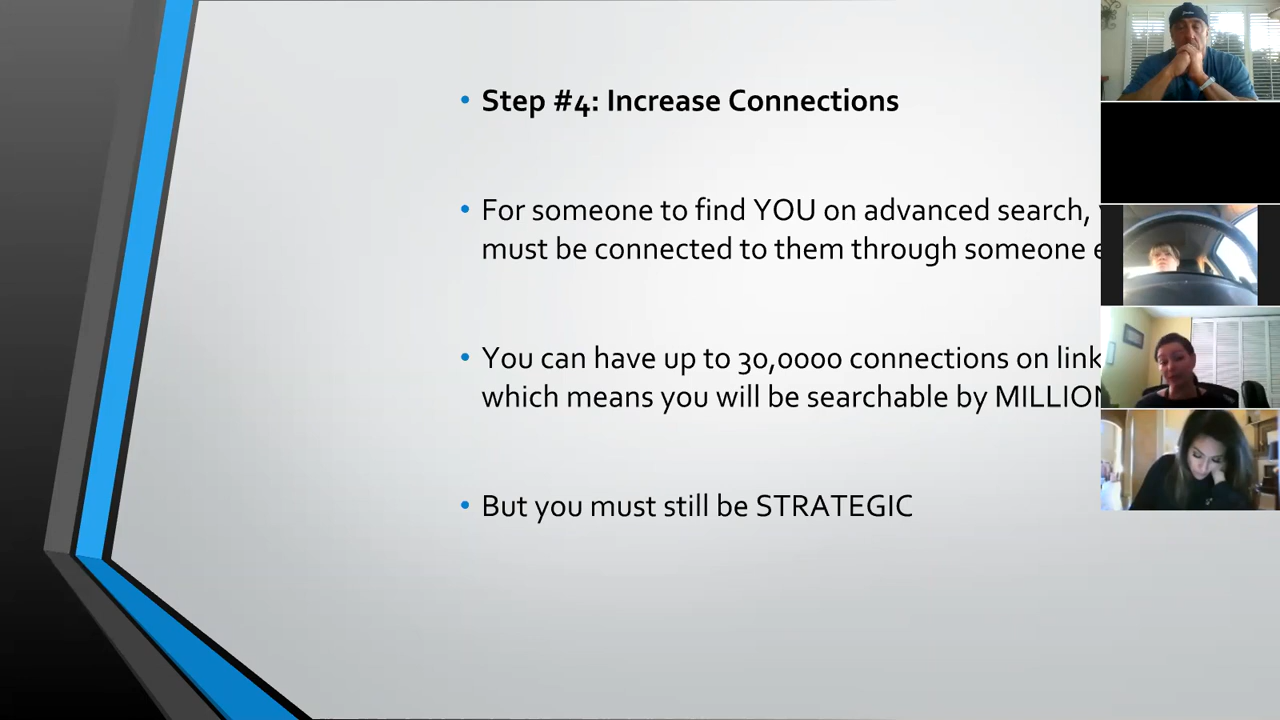 Step #4: Increase Connections
For someone to find YOU on advanced search,
must be connected to them through someone
You can have up to 30,0000 connections on link
which means you will be searchable by MILLION
But you must still be STRATEGIC